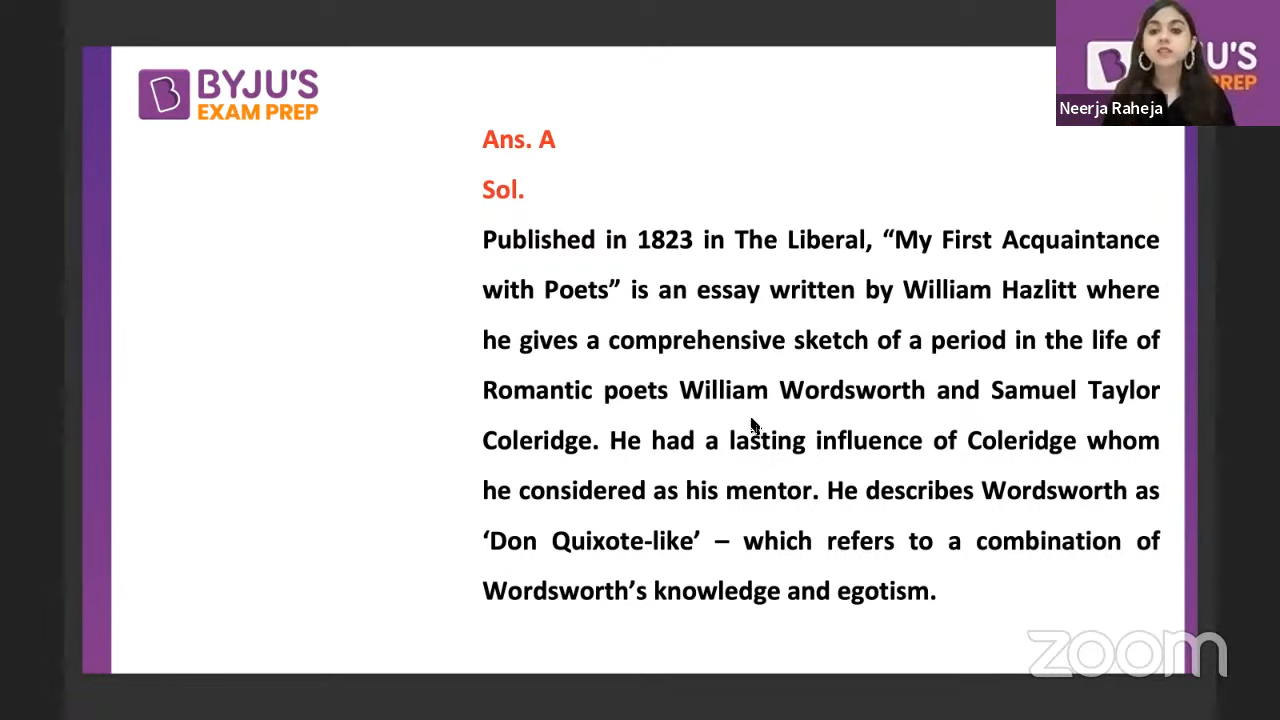 BYJU'S
EXAM PREP
JU'S
REP
Neerja Raheja
Ans. A
Sol.
Published in 1823 in The Liberal, “My First Acquaintance
with Poets” is an essay written by William Hazlitt where
he gives a comprehensive sketch of a period in the life of
Romantic poets William Wordsworth and Samuel Taylor
Coleridge. He had a lasting influence of Coleridge whom
he considered as his mentor. He describes Wordsworth as
‘Don Quixote-like’ – which refers to a combination of
Wordsworth’s knowledge and egotism.
zoom